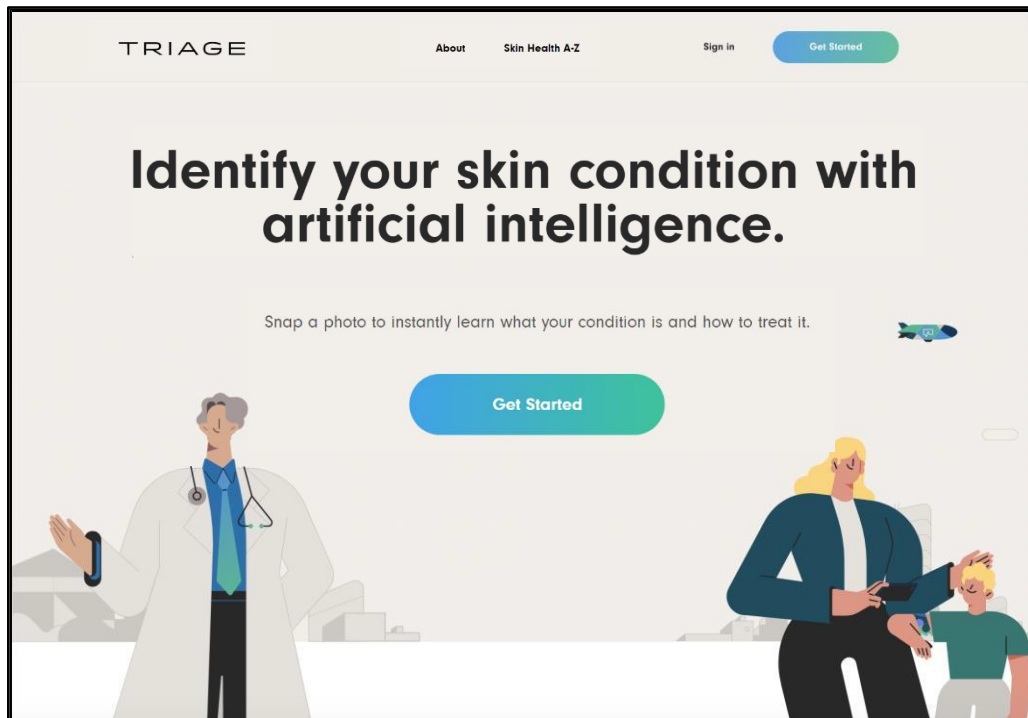 TRIAGE
About
Skin Health A-Z
Sign in
Get Started
Identify your skin condition with
artificial intelligence.
Snap a photo to instantly learn what your condition is and how to treat it.
Get Started